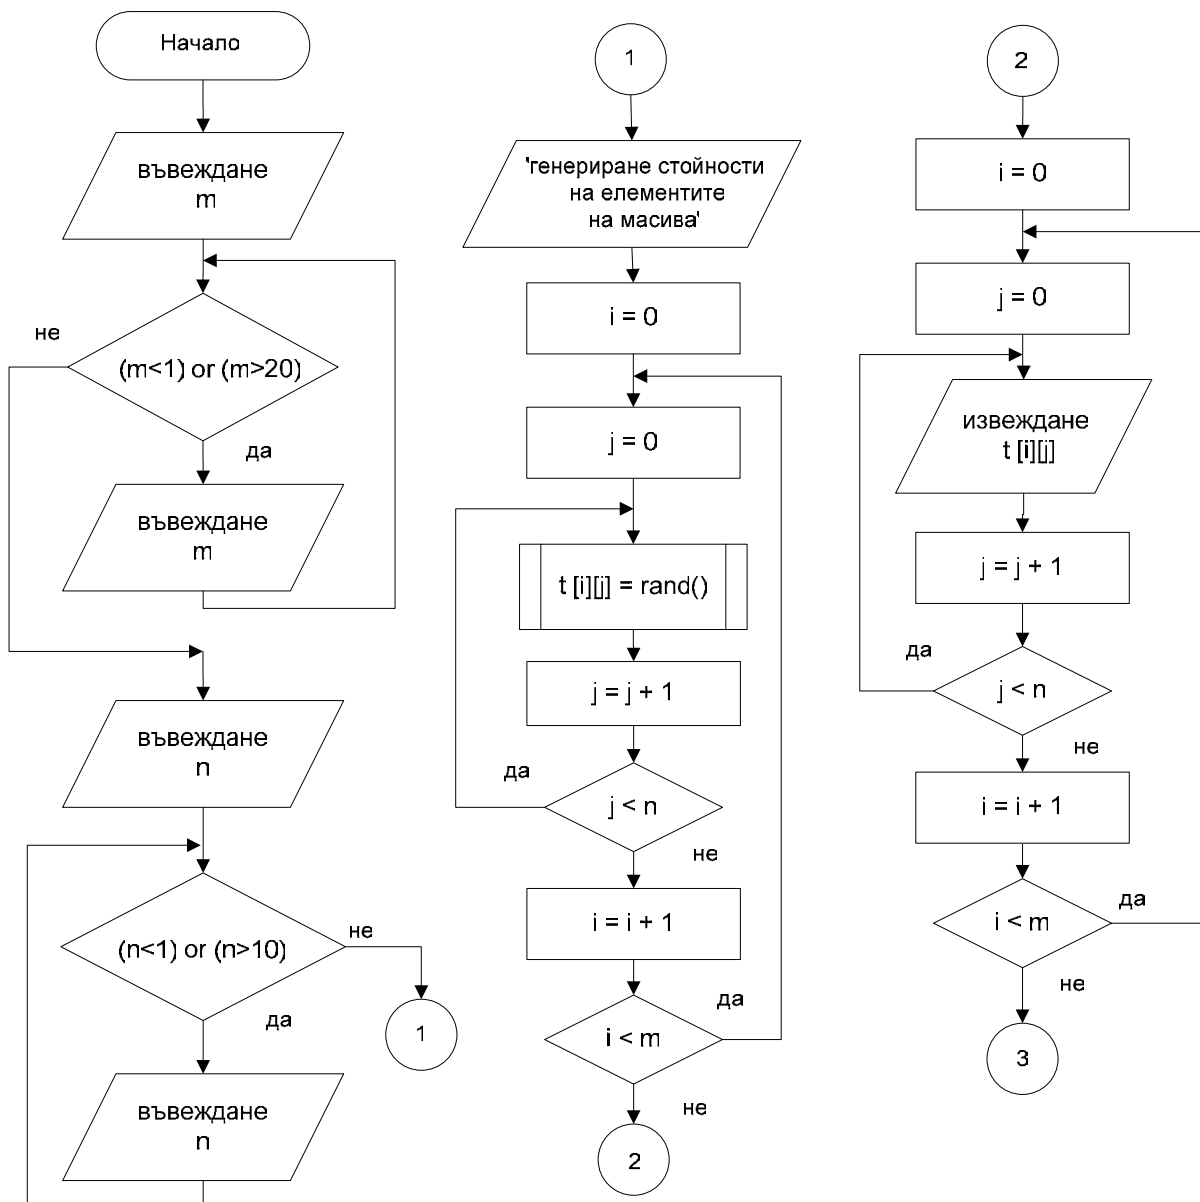 Начало
въвеждане
m
не
(m<1) or (m>20)
да
въвеждане
m
въвеждане
n
(n<1) or (n>10)
не
да
1
въвеждане
n
1
'генериране стойности
на елементите
на масива'
i = 0
j = 0
t [i][j] = rand()
j = j + 1
да
j < n
не
i = i + 1
да
i < m
не
2
2
i = 0
j = 0
извеждане
t [i][j]
j = j + 1
да
j < n
не
i = i + 1
да
i < m
не
3